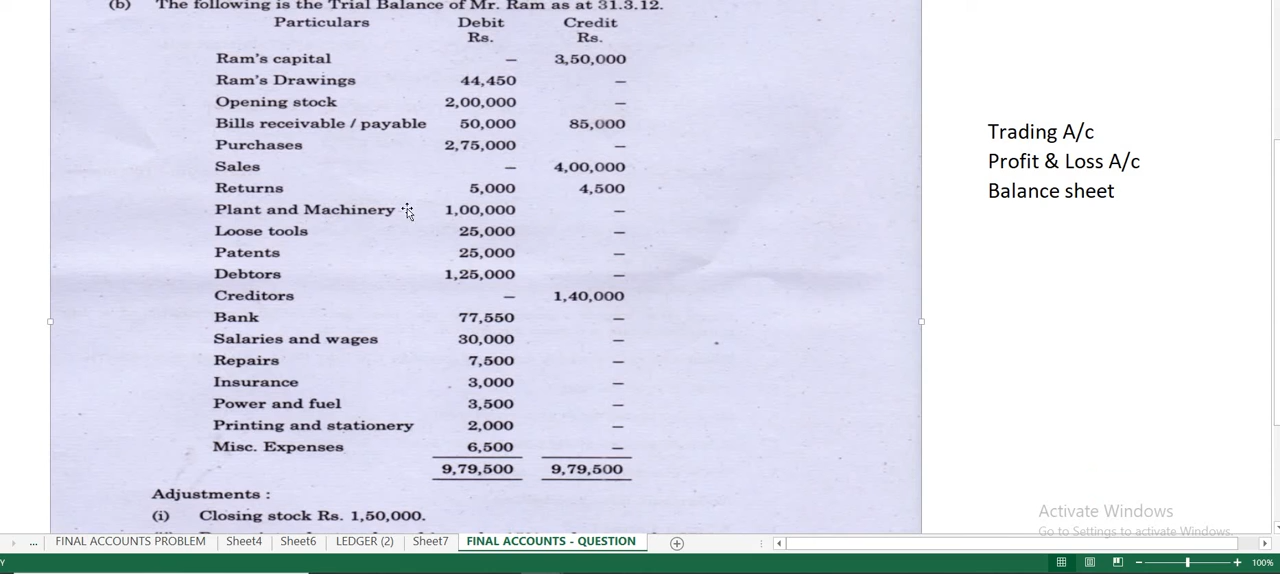 (b) The following is the Trial Balance of Mr. Ram as at 31.3.12.
Particulars Debit Credit
Rs. Rs.
Ram's capital – 3,50,000
Ram's Drawings 44,450 –
Opening stock 2,00,000 –
Bills receivable / payable 50,000 85,000
Purchases 2,75,000 –
Sales – 4,00,000
Returns 5,000 4,500
Plant and Machinery 1,00,000 –
Loose tools 25,000 –
Patents 25,000 –
Debtors 1,25,000 –
Creditors – 1,40,000
Bank 77,550 –
Salaries and wages 30,000 –
Repairs 7,500 –
Insurance 3,000 –
Power and fuel 3,500 –
Printing and stationery 2,000 –
Misc. Expenses 6,500 –
9,79,500 9,79,500
Adjustments :
(i) Closing stock Rs. 1,50,000.
Trading A/c
Profit & Loss A/c
Balance sheet
Activate Windows
Go to Settings to activate Windows.
... FINAL ACCOUNTS PROBLEM Sheet4 Sheet6 LEDGER (2) Sheet7 FINAL ACCOUNTS - QUESTION
Y 100%